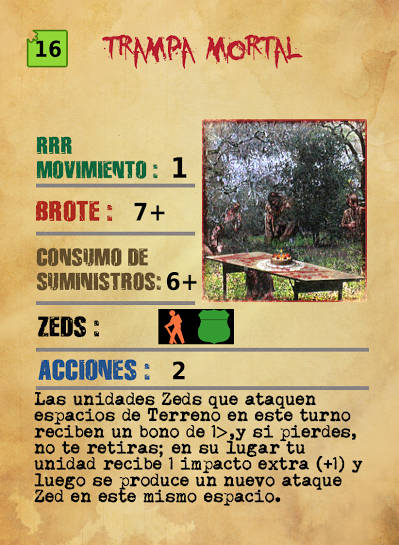 16
TRAMPA MORTAL
RRR
MOVIMIENTO : 1
BROTE : 7+
CONSUMO DE
SUMINISTROS: 6+
ZEDS :
ACCIONES : 2
Las unidades Zeds que ataquen
espacios de Terreno en este turno
reciben un bono de 1>,y si pierdes,
no te retiras; en su lugar tu
unidad recibe 1 impacto extra (+1) y
luego se produce un nuevo ataque
Zed en este mismo espacio.